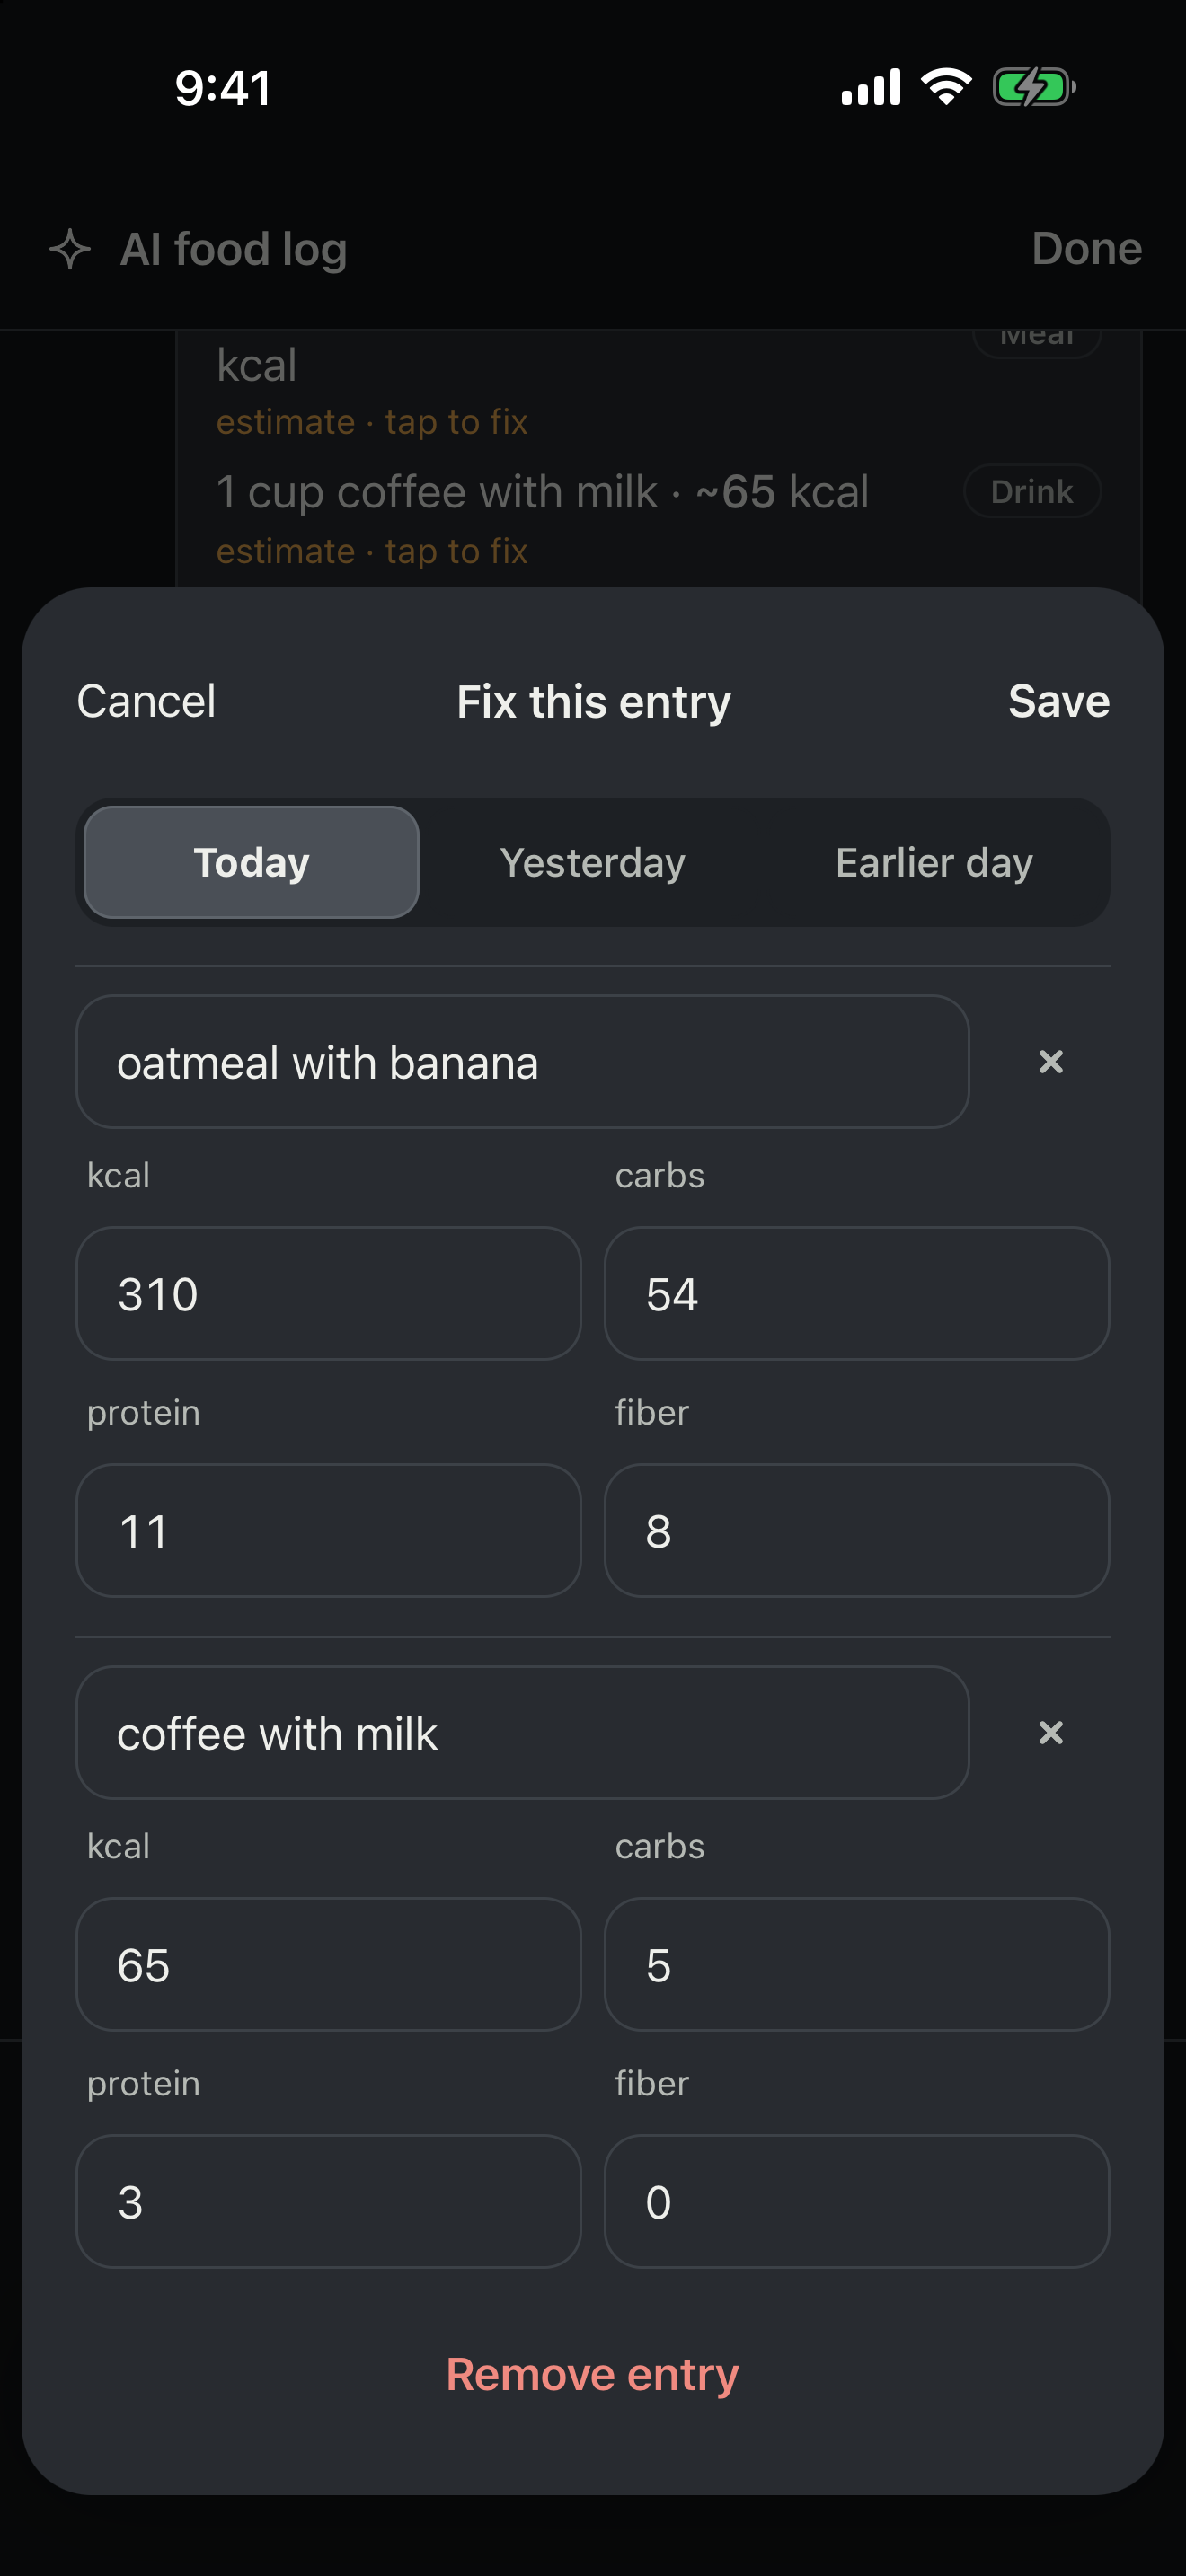 9:41
AI food log
Done
Meal
kcal
estimate · tap to fix
1 cup coffee with milk · ~65 kcal
Drink
estimate · tap to fix
Cancel
Fix this entry
Save
Today
Yesterday
Earlier day
oatmeal with banana
×
kcal
carbs
310
54
protein
fiber
11
8
coffee with milk
×
kcal
carbs
65
5
protein
fiber
3
0
Remove entry